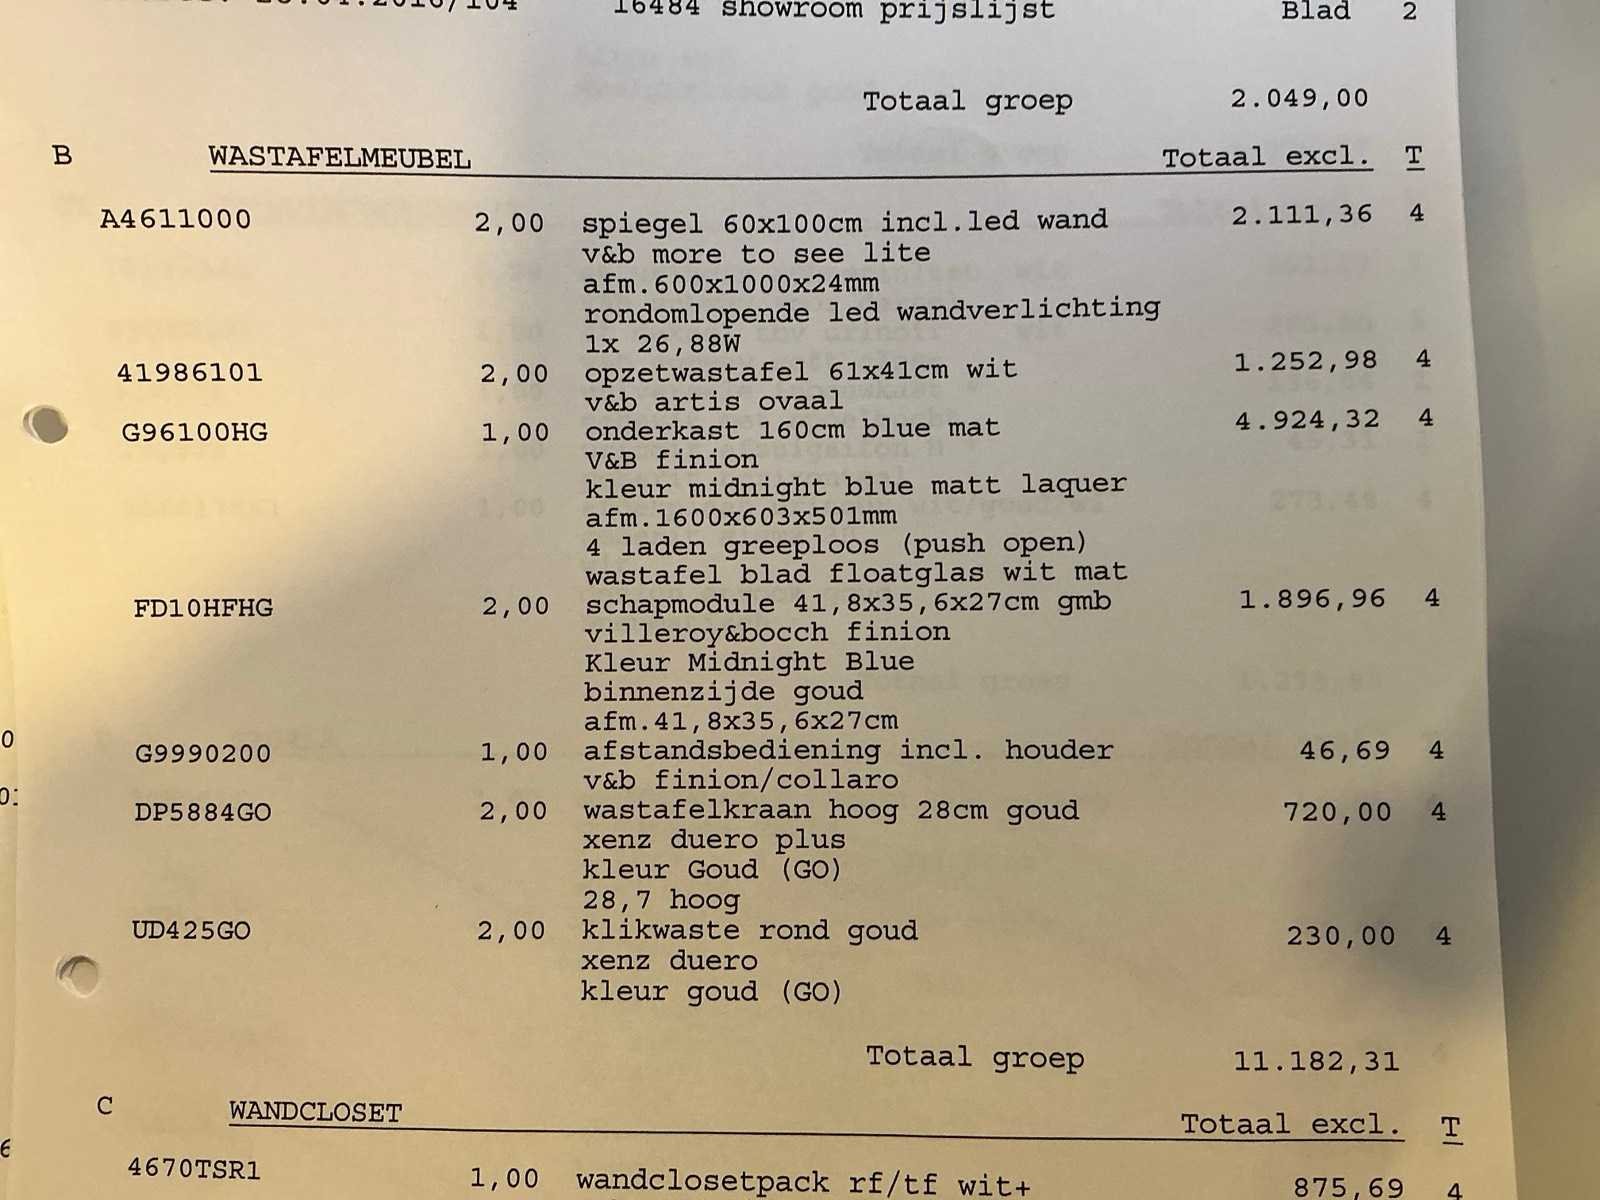 16484 showroom prijslijst Blad 2
Totaal groep 2.049,00
B WASTAFELMEUBEL Totaal excl. T
A4611000 2,00 spiegel 60x100cm incl.led wand 2.111,36 4
v&b more to see lite
afm.600x1000x24mm
rondomlopende led wandverlichting
1x 26,88W
41986101 2,00 opzetwastafel 61x41cm wit 1.252,98 4
v&b artis ovaal
G96100HG 1,00 onderkast 160cm blue mat 4.924,32 4
V&B finion
kleur midnight blue matt laquer
afm.1600x603x501mm
4 laden greeploos (push open)
wastafel blad floatglas wit mat
FD10HFHG 2,00 schapmodule 41,8x35,6x27cm gmb 1.896,96 4
villeroy&bocch finion
Kleur Midnight Blue
binnenzijde goud
afm.41,8x35,6x27cm
G9990200 1,00 afstandsbediening incl. houder 46,69 4
v&b finion/collaro
DP5884GO 2,00 wastafelkraan hoog 28cm goud 720,00 4
xenz duero plus
kleur Goud (GO)
28,7 hoog
UD425GO 2,00 klikwaste rond goud 230,00 4
xenz duero
kleur goud (GO)
Totaal groep 11.182,31
C WANDCLOSET Totaal excl. T
4670TSR1 1,00 wandclosetpack rf/tf wit+ 875,69 4